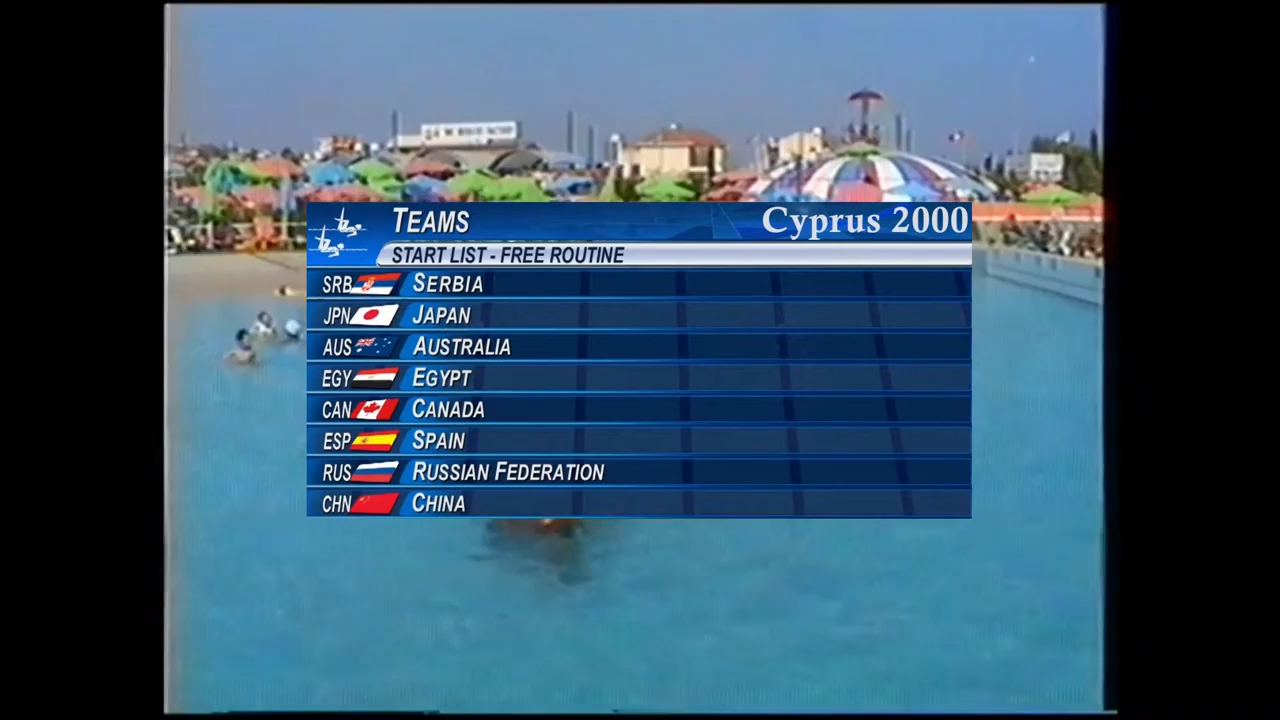 TEAMS
Cyprus 2000
START LIST - FREE ROUTINE
SRB SERBIA
JPN JAPAN
AUS AUSTRALIA
EGY EGYPT
CAN CANADA
ESP SPAIN
RUS RUSSIAN FEDERATION
CHN CHINA